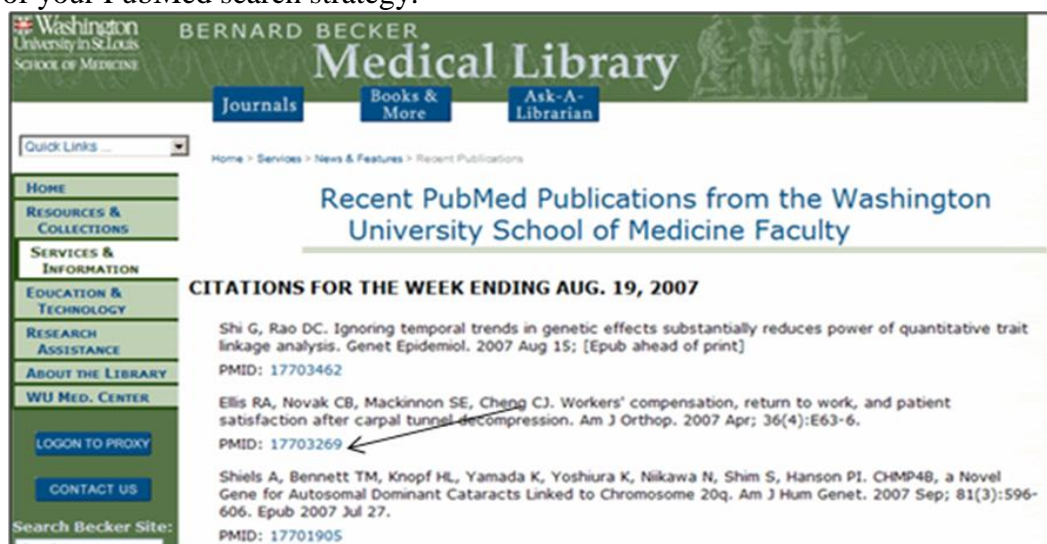 of your PubMed search strategy.
Washington
University in St. Louis
SCHOOL OF MEDICINE
BERNARD BECKER
Medical Library
Journals
Books &
More
Ask-A-
Librarian
Quick Links ...
Home > Services > News & Features > Recent Publications
HOME
RESOURCES &
COLLECTIONS
SERVICES &
INFORMATION
EDUCATION &
TECHNOLOGY
RESEARCH
ASSISTANCE
ABOUT THE LIBRARY
WU MED. CENTER
LOGON TO PROXY
CONTACT US
Search Becker Site:
Recent PubMed Publications from the Washington
University School of Medicine Faculty
CITATIONS FOR THE WEEK ENDING AUG. 19, 2007
Shi G, Rao DC. Ignoring temporal trends in genetic effects substantially reduces power of quantitative trait
linkage analysis. Genet Epidemiol. 2007 Aug 15; [Epub ahead of print]
PMID: 17703462
Ellis RA, Novak CB, Mackinnon SE, Cheng CJ. Workers' compensation, return to work, and patient
satisfaction after carpal tunnel decompression. Am J Orthop. 2007 Apr; 36(4):E63-6.
PMID: 17703269
Shiels A, Bennett TM, Knopf HL, Yamada K, Yoshiura K, Niikawa N, Shim S, Hanson PI. CHMP4B, a Novel
Gene for Autosomal Dominant Cataracts Linked to Chromosome 20q. Am J Hum Genet. 2007 Sep; 81(3):596-
606. Epub 2007 Jul 27.
PMID: 17701905